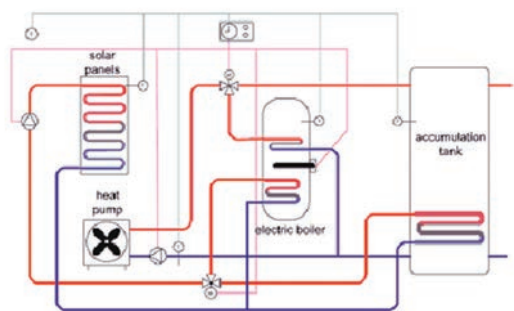 solar
panels
accumulation
tank
heat
pump
electric boiler